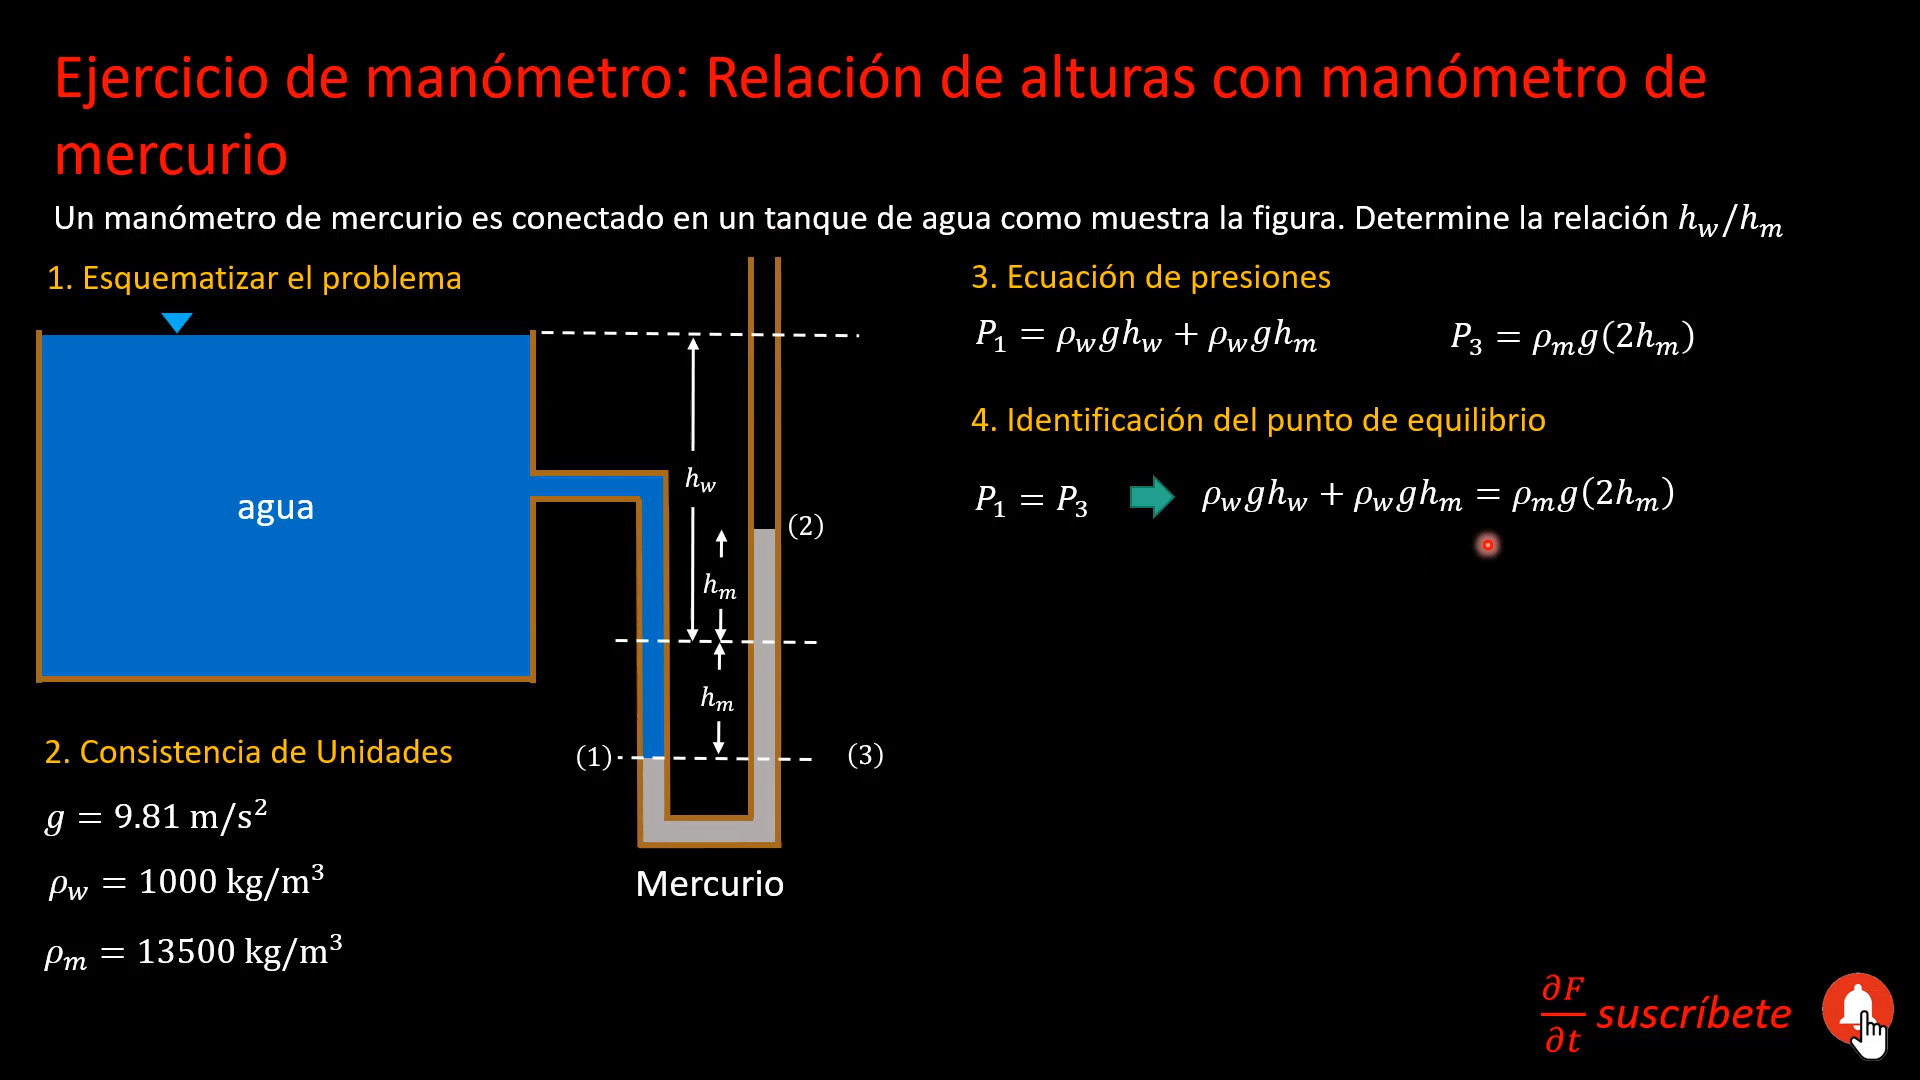 Ejercicio de manómetro: Relación de alturas con manómetro de
mercurio
Un manómetro de mercurio es conectado en un tanque de agua como muestra la figura. Determine la relación $h_w/h_m$
1. Esquematizar el problema
agua
$h_w$
(2)
$h_m$
$h_m$
(1)
(3)
Mercurio
2. Consistencia de Unidades
$g = 9.81 \text{ m/s}^2$
$\rho_w = 1000 \text{ kg/m}^3$
$\rho_m = 13500 \text{ kg/m}^3$
3. Ecuación de presiones
$P_1 = \rho_w g h_w + \rho_w g h_m$ $P_3 = \rho_m g(2h_m)$
4. Identificación del punto de equilibrio
$P_1 = P_3$ $\rho_w g h_w + \rho_w g h_m = \rho_m g(2h_m)$
$\frac{\partial F}{\partial t}$ suscríbete